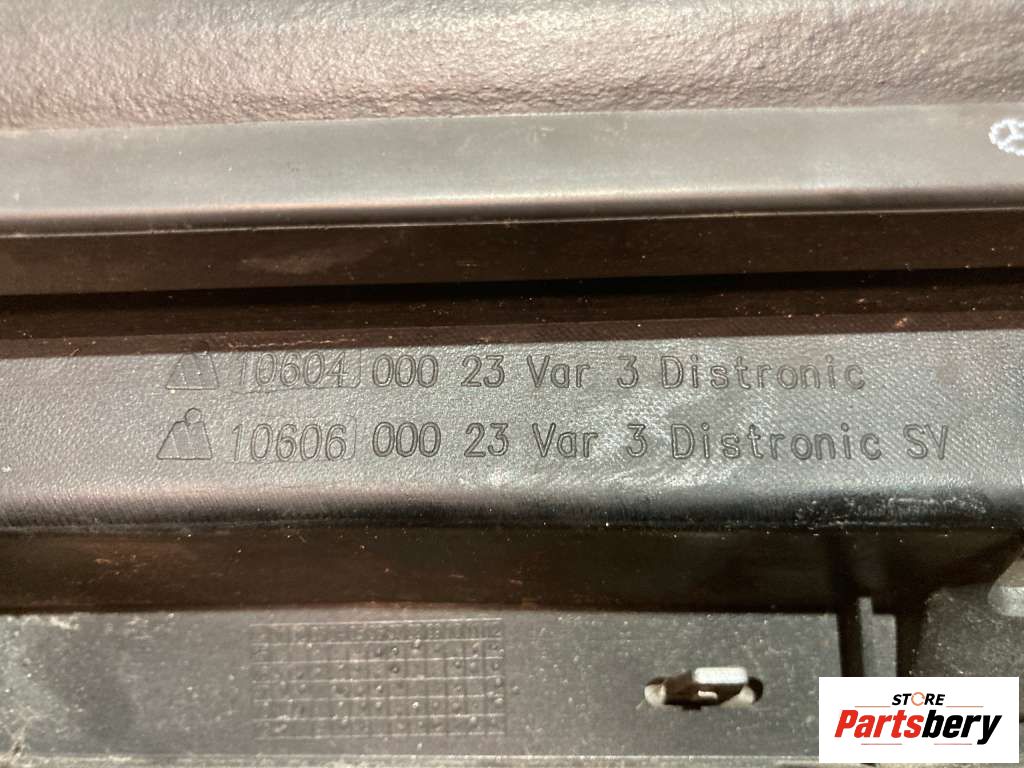 10604 000 23 Var 3 Distronic
10606 000 23 Var 3 Distronic SV
STORE
Partsbery